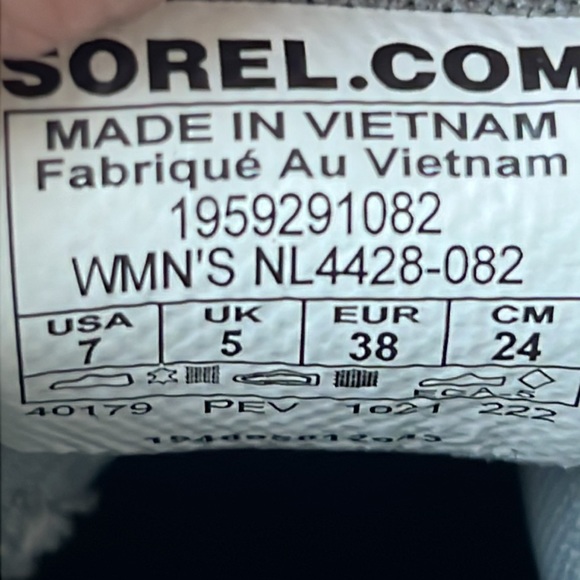 SOREL.COM
MADE IN VIETNAM
Fabriqué Au Vietnam
1959291082
WMN'S NL4428-082
USA UK EUR CM
7 5 38 24
40179 PEV 1021 222